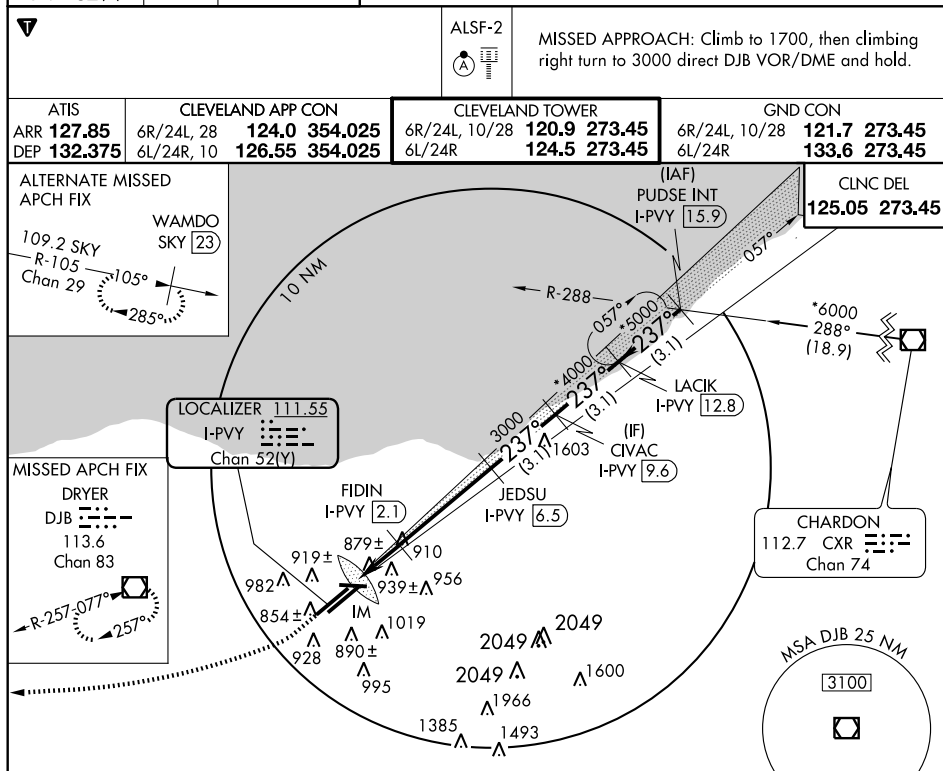 ALSF-2
A
T
MISSED APPROACH: Climb to 1700, then climbing
right turn to 3000 direct DJB VOR/DME and hold.
ATIS
ARR 127.85
DEP 132.375
CLEVELAND APP CON
6R/24L, 28 124.0 354.025
6L/24R, 10 126.55 354.025
CLEVELAND TOWER
6R/24L, 10/28 120.9 273.45
6L/24R 124.5 273.45
GND CON
6R/24L, 10/28 121.7 273.45
6L/24R 133.6 273.45
CLNC DEL
125.05 273.45
ALTERNATE MISSED
APCH FIX
WAMDO
SKY 23
109.2 SKY
R-105
Chan 29
105°
285°
10 NM
(IAF)
PUDSE INT
I-PVY 15.9
057°
R-288
057°
*5000
237°
(3.1)
*6000
288°
(18.9)
LACIK
I-PVY 12.8
*4000
237°
(3.1)
(IF)
CIVAC
I-PVY 9.6
1603
3000
237°
(3.1)
JEDSU
I-PVY 6.5
LOCALIZER 111.55
I-PVY
Chan 52(Y)
FIDIN
I-PVY 2.1
MISSED APCH FIX
DRYER
DJB
113.6
Chan 83
R-257
077°
257°
CHARDON
112.7 CXR
Chan 74
879±
910
919±
982
939±
956
854±
IM
1019
928
890±
995
2049
2049
2049
1600
1966
1385
1493
MSA DJB 25 NM
3100